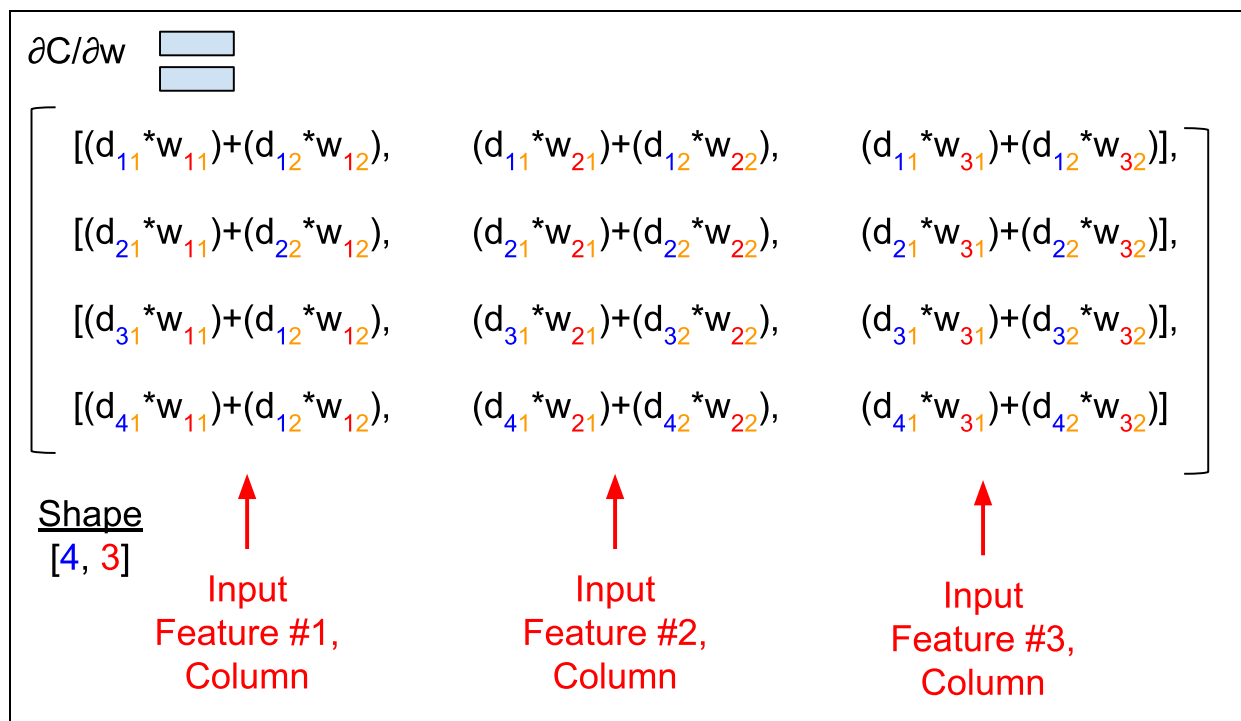 ∂C/∂w
[(d₁₁*w₁₁)+(d₁₂*w₁₂), (d₁₁*w₂₁)+(d₁₂*w₂₂), (d₁₁*w₃₁)+(d₁₂*w₃₂)],
[(d₂₁*w₁₁)+(d₂₂*w₁₂), (d₂₁*w₂₁)+(d₂₂*w₂₂), (d₂₁*w₃₁)+(d₂₂*w₃₂)],
[(d₃₁*w₁₁)+(d₁₂*w₁₂), (d₃₁*w₂₁)+(d₃₂*w₂₂), (d₃₁*w₃₁)+(d₃₂*w₃₂)],
[(d₄₁*w₁₁)+(d₁₂*w₁₂), (d₄₁*w₂₁)+(d₄₂*w₂₂), (d₄₁*w₃₁)+(d₄₂*w₃₂)]
Shape
[4, 3]
Input
Feature #1,
Column
Input
Feature #2,
Column
Input
Feature #3,
Column